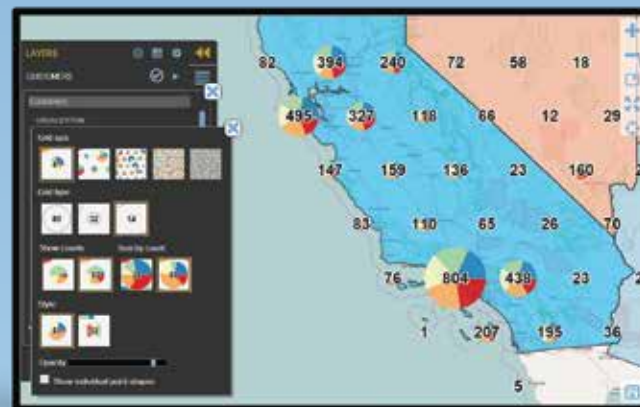 LAYERS
CUSTOMERS
Customers
VISUALIZATION
Grid size
Grid type
Show Counts
Size by count
Style
Opacity
Show individual point shapes
82 394 240 72 58 18
495 327 118 66 12 29
147 159 136 23 160
83 110 65 26 70
76 804 438 23
1 207 195 36
5